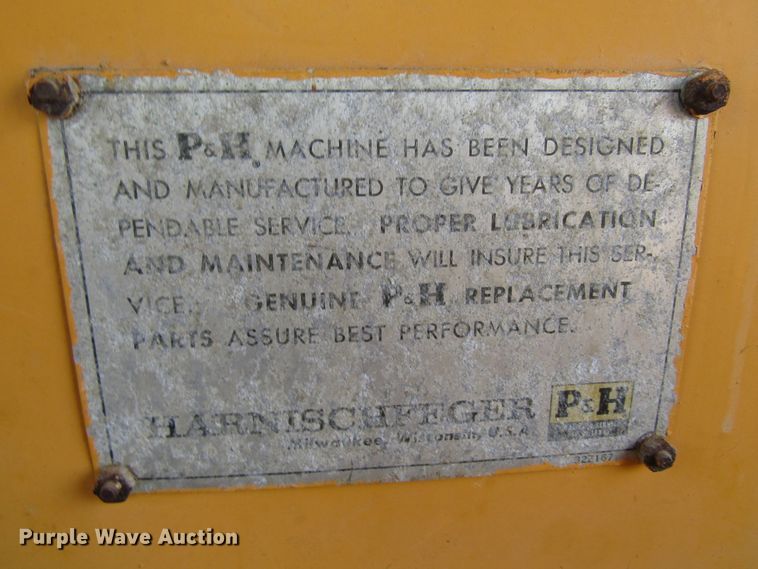 THIS P&H MACHINE HAS BEEN DESIGNED
AND MANUFACTURED TO GIVE YEARS OF DE-
PENDABLE SERVICE. PROPER LUBRICATION
AND MAINTENANCE WILL INSURE THIS SER-
VICE. GENUINE P&H REPLACEMENT
PARTS ASSURE BEST PERFORMANCE.
HARNISCHFEGER P&H
Milwaukee, Wisconsin, U.S.A.
Purple Wave Auction